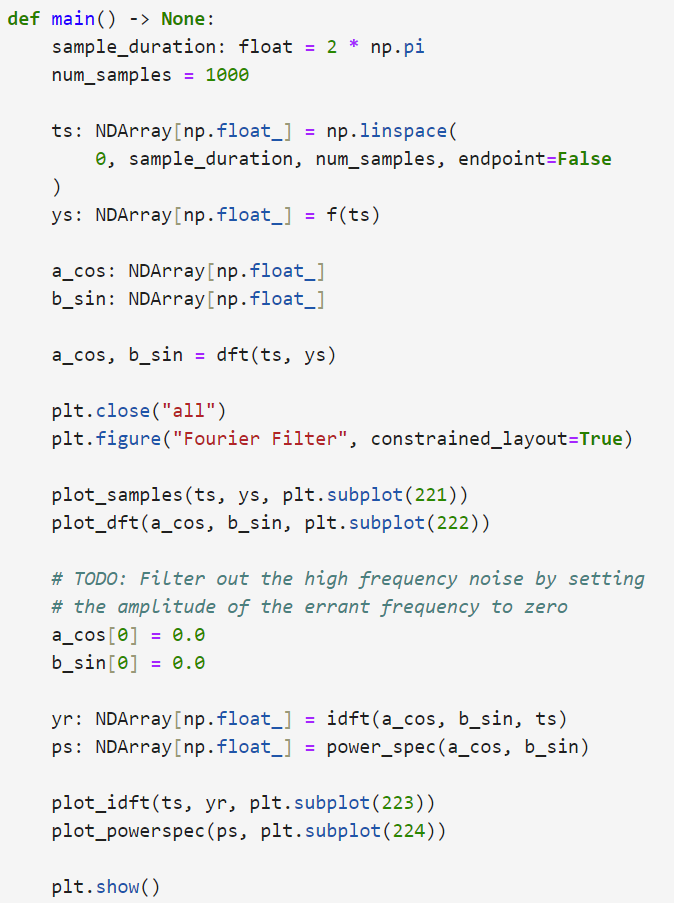 def main() -> None:
    sample_duration: float = 2 * np.pi
    num_samples = 1000

    ts: NDArray[np.float_] = np.linspace(
        0, sample_duration, num_samples, endpoint=False
    )
    ys: NDArray[np.float_] = f(ts)

    a_cos: NDArray[np.float_]
    b_sin: NDArray[np.float_]

    a_cos, b_sin = dft(ts, ys)

    plt.close("all")
    plt.figure("Fourier Filter", constrained_layout=True)

    plot_samples(ts, ys, plt.subplot(221))
    plot_dft(a_cos, b_sin, plt.subplot(222))

    # TODO: Filter out the high frequency noise by setting
    # the amplitude of the errant frequency to zero
    a_cos[0] = 0.0
    b_sin[0] = 0.0

    yr: NDArray[np.float_] = idft(a_cos, b_sin, ts)
    ps: NDArray[np.float_] = power_spec(a_cos, b_sin)

    plot_idft(ts, yr, plt.subplot(223))
    plot_powerspec(ps, plt.subplot(224))

    plt.show()